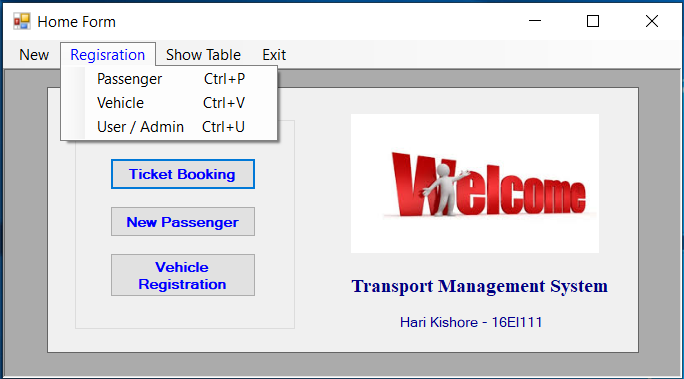 Home Form
New Regisration Show Table Exit
Passenger Ctrl+P
Vehicle Ctrl+V
User / Admin Ctrl+U
Ticket Booking
New Passenger
Vehicle
Registration
Welcome
Transport Management System
Hari Kishore - 16EI111